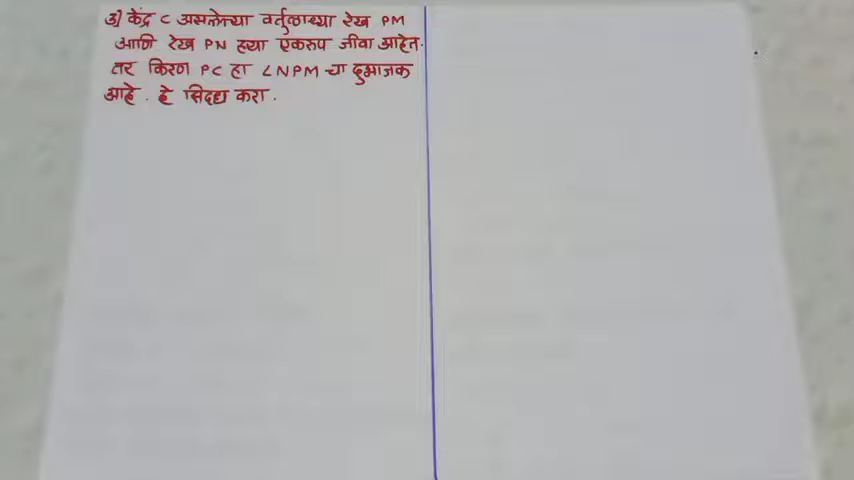 3) केंद्र C असलेल्या वर्तुळाच्या रेख PM
आणि रेख PN ह्या एकरुप जीवा आहेत.
तर किरण PC हा ∠NPM चा दुभाजक
आहे. हे सिद्ध करा.